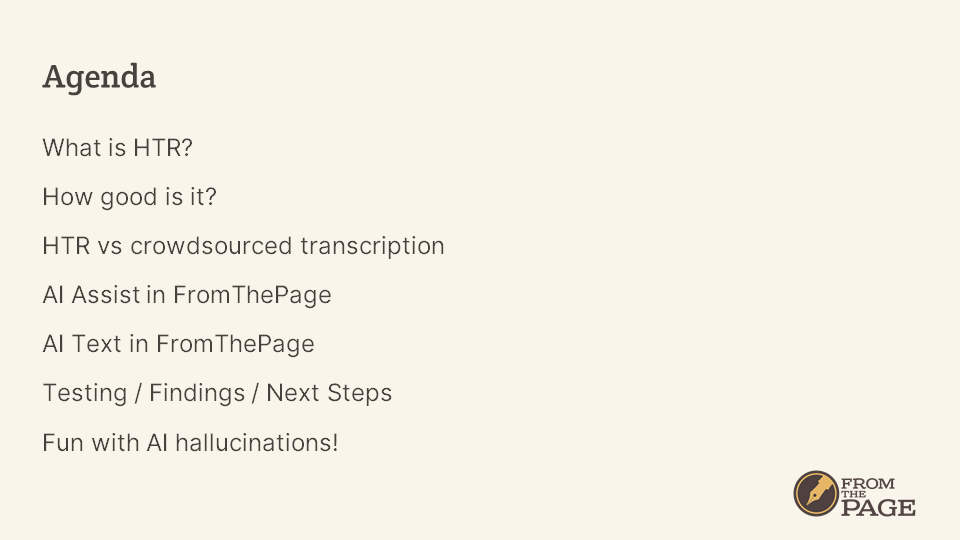 Agenda
What is HTR?
How good is it?
HTR vs crowdsourced transcription
AI Assist in FromThePage
AI Text in FromThePage
Testing / Findings / Next Steps
Fun with AI hallucinations!
FROM
THE
PAGE